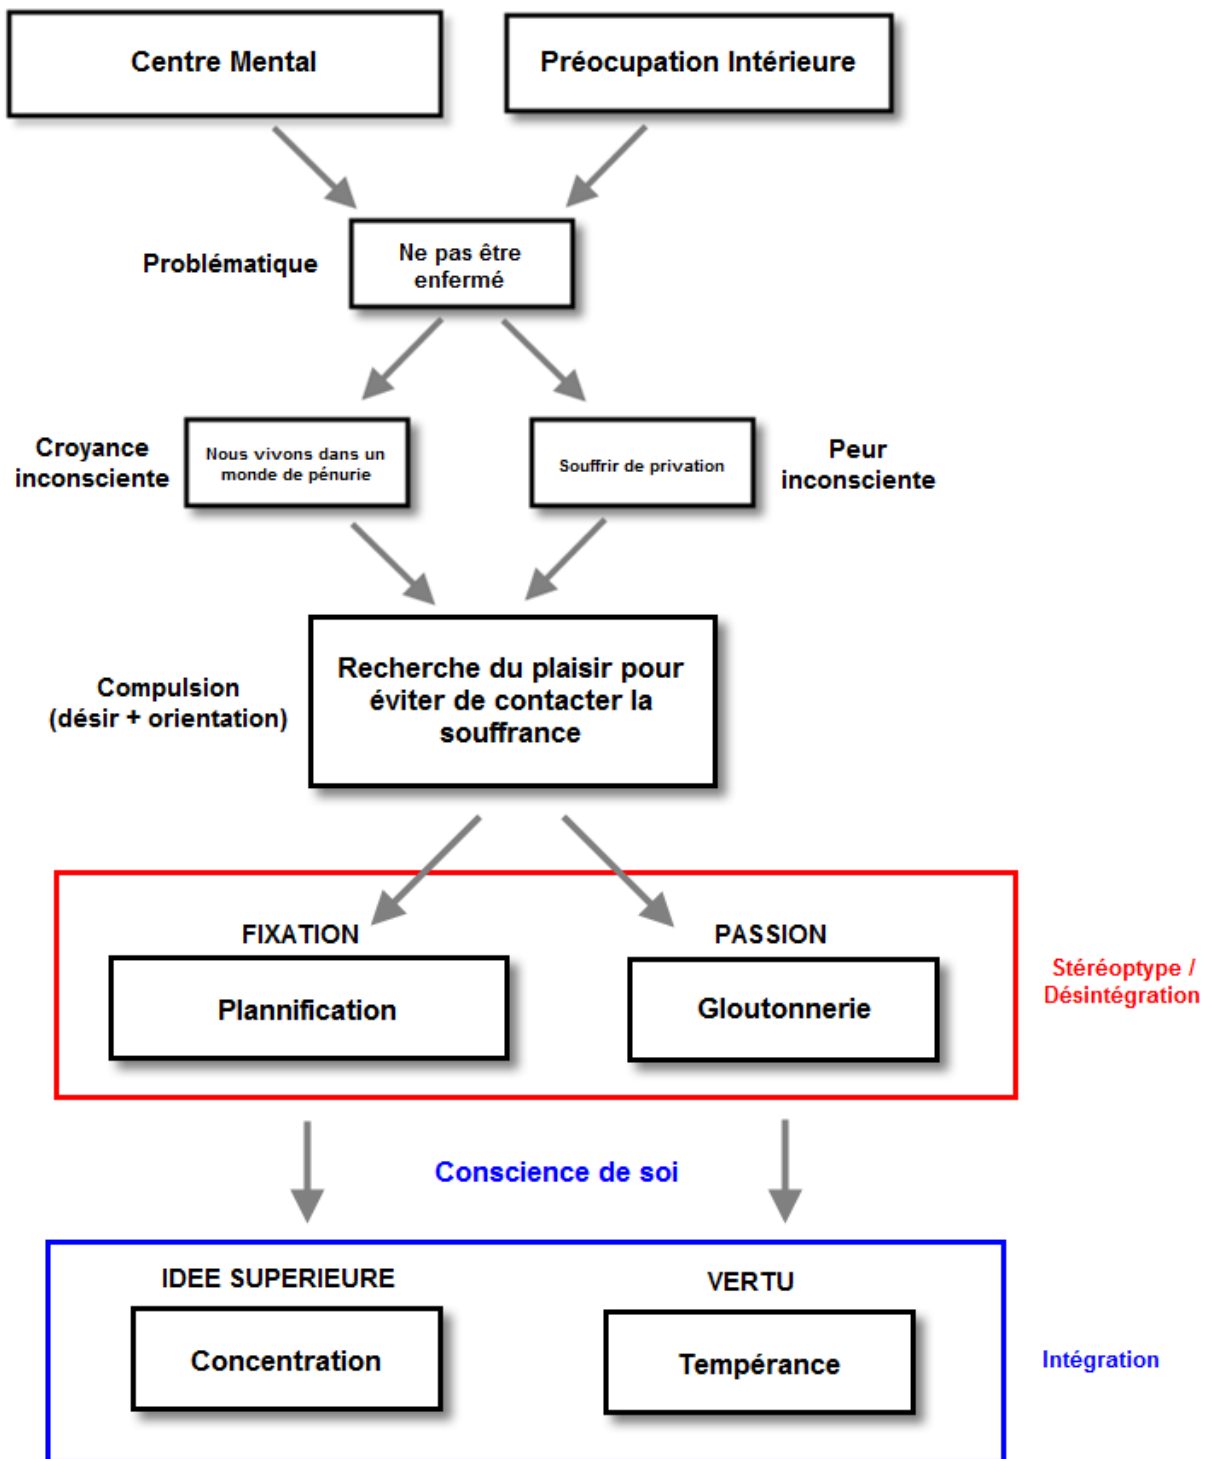 Centre Mental
Préocupation Intérieure
Problématique
Ne pas être
enfermé
Croyance
inconsciente
Nous vivons dans un
monde de pénurie
Souffrir de privation
Peur
inconsciente
Compulsion
(désir + orientation)
Recherche du plaisir pour
éviter de contacter la
souffrance
FIXATION
PASSION
Plannification
Gloutonnerie
Stéréoptype /
Désintégration
Conscience de soi
IDEE SUPERIEURE
VERTU
Concentration
Tempérance
Intégration